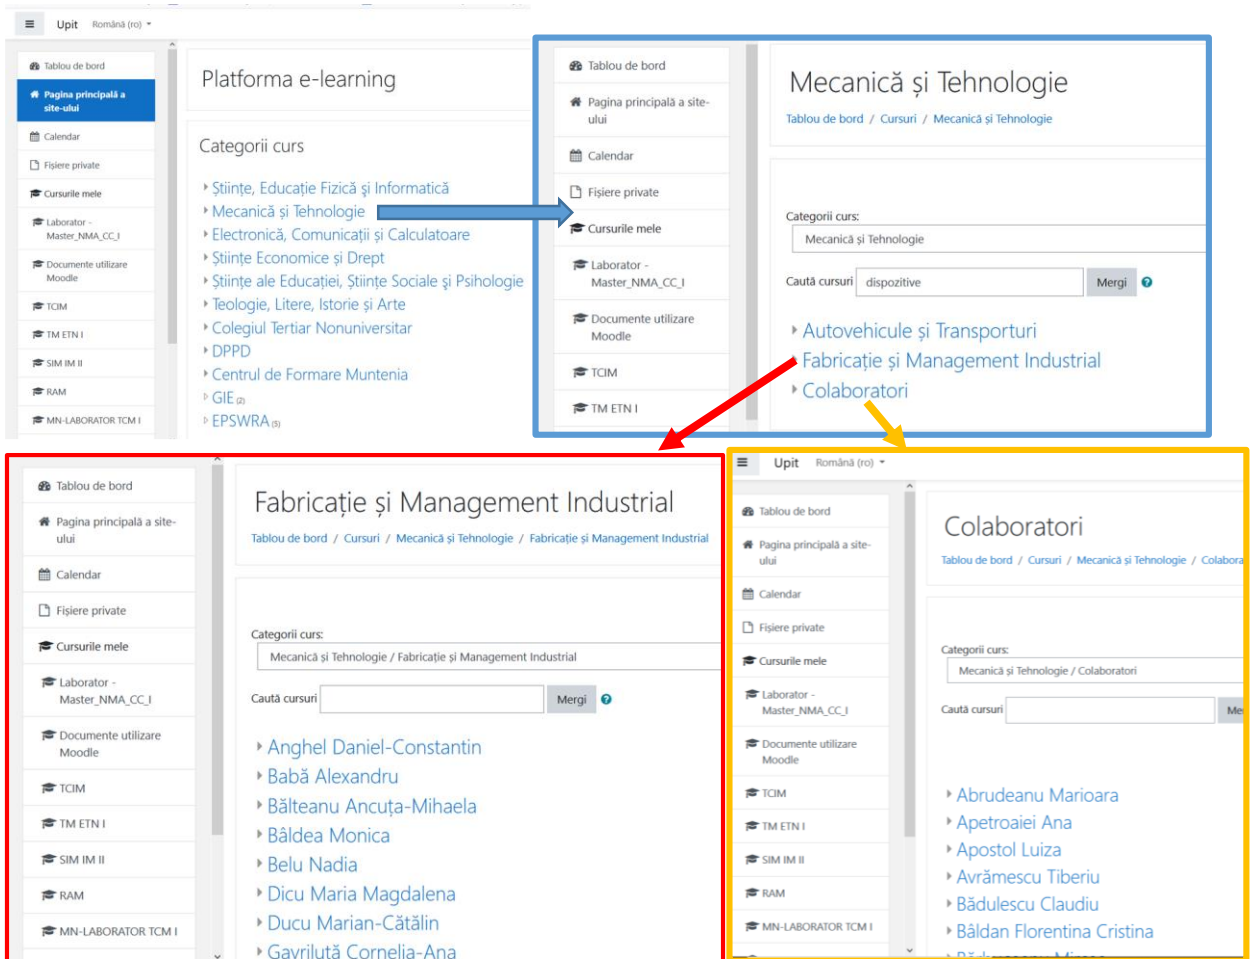 Upit Română (ro)
Tablou de bord
Pagina principală a
site-ului
Calendar
Fișiere private
Cursurile mele
Laborator -
Master_NMA_CC_I
Documente utilizare
Moodle
TCIM
TM ETN I
SIM IM II
RAM
MN-LABORATOR TCM I
Platforma e-learning
Categorii curs
Științe, Educație Fizică și Informatică
Mecanică și Tehnologie
Electronică, Comunicații și Calculatoare
Științe Economice și Drept
Științe ale Educației, Științe Sociale și Psihologie
Teologie, Litere, Istorie și Arte
Colegiul Tertiar Nonuniversitar
DPPD
Centrul de Formare Muntenia
GIE (2)
EPSWRA (5)
Tablou de bord
Pagina principală a site-
ului
Calendar
Fișiere private
Cursurile mele
Laborator -
Master_NMA_CC_I
Documente utilizare
Moodle
TCIM
TM ETN I
Mecanică și Tehnologie
Tablou de bord / Cursuri / Mecanică și Tehnologie
Categorii curs:
Mecanică și Tehnologie
Caută cursuri dispozitive Mergi
Autovehicule și Transporturi
Fabricație și Management Industrial
Colaboratori
Tablou de bord
Pagina principală a site-
ului
Calendar
Fișiere private
Cursurile mele
Laborator -
Master_NMA_CC_I
Documente utilizare
Moodle
TCIM
TM ETN I
SIM IM II
RAM
MN-LABORATOR TCM I
Fabricație și Management Industrial
Tablou de bord / Cursuri / Mecanică și Tehnologie / Fabricație și Management Industrial
Categorii curs:
Mecanică și Tehnologie / Fabricație și Management Industrial
Caută cursuri Mergi
Anghel Daniel-Constantin
Babă Alexandru
Bălteanu Ancuța-Mihaela
Bâldea Monica
Belu Nadia
Dicu Maria Magdalena
Ducu Marian-Cătălin
Gavriluță Cornelia-Ana
Upit Română (ro)
Tablou de bord
Pagina principală a site-
ului
Calendar
Fișiere private
Cursurile mele
Laborator -
Master_NMA_CC_I
Documente utilizare
Moodle
TCIM
TM ETN I
SIM IM II
RAM
MN-LABORATOR TCM I
Colaboratori
Tablou de bord / Cursuri / Mecanică și Tehnologie / Colabora
Categorii curs:
Mecanică și Tehnologie / Colaboratori
Caută cursuri Me
Abrudeanu Marioara
Apetroaiei Ana
Apostol Luiza
Avrămescu Tiberiu
Bădulescu Claudiu
Bâldan Florentina Cristina